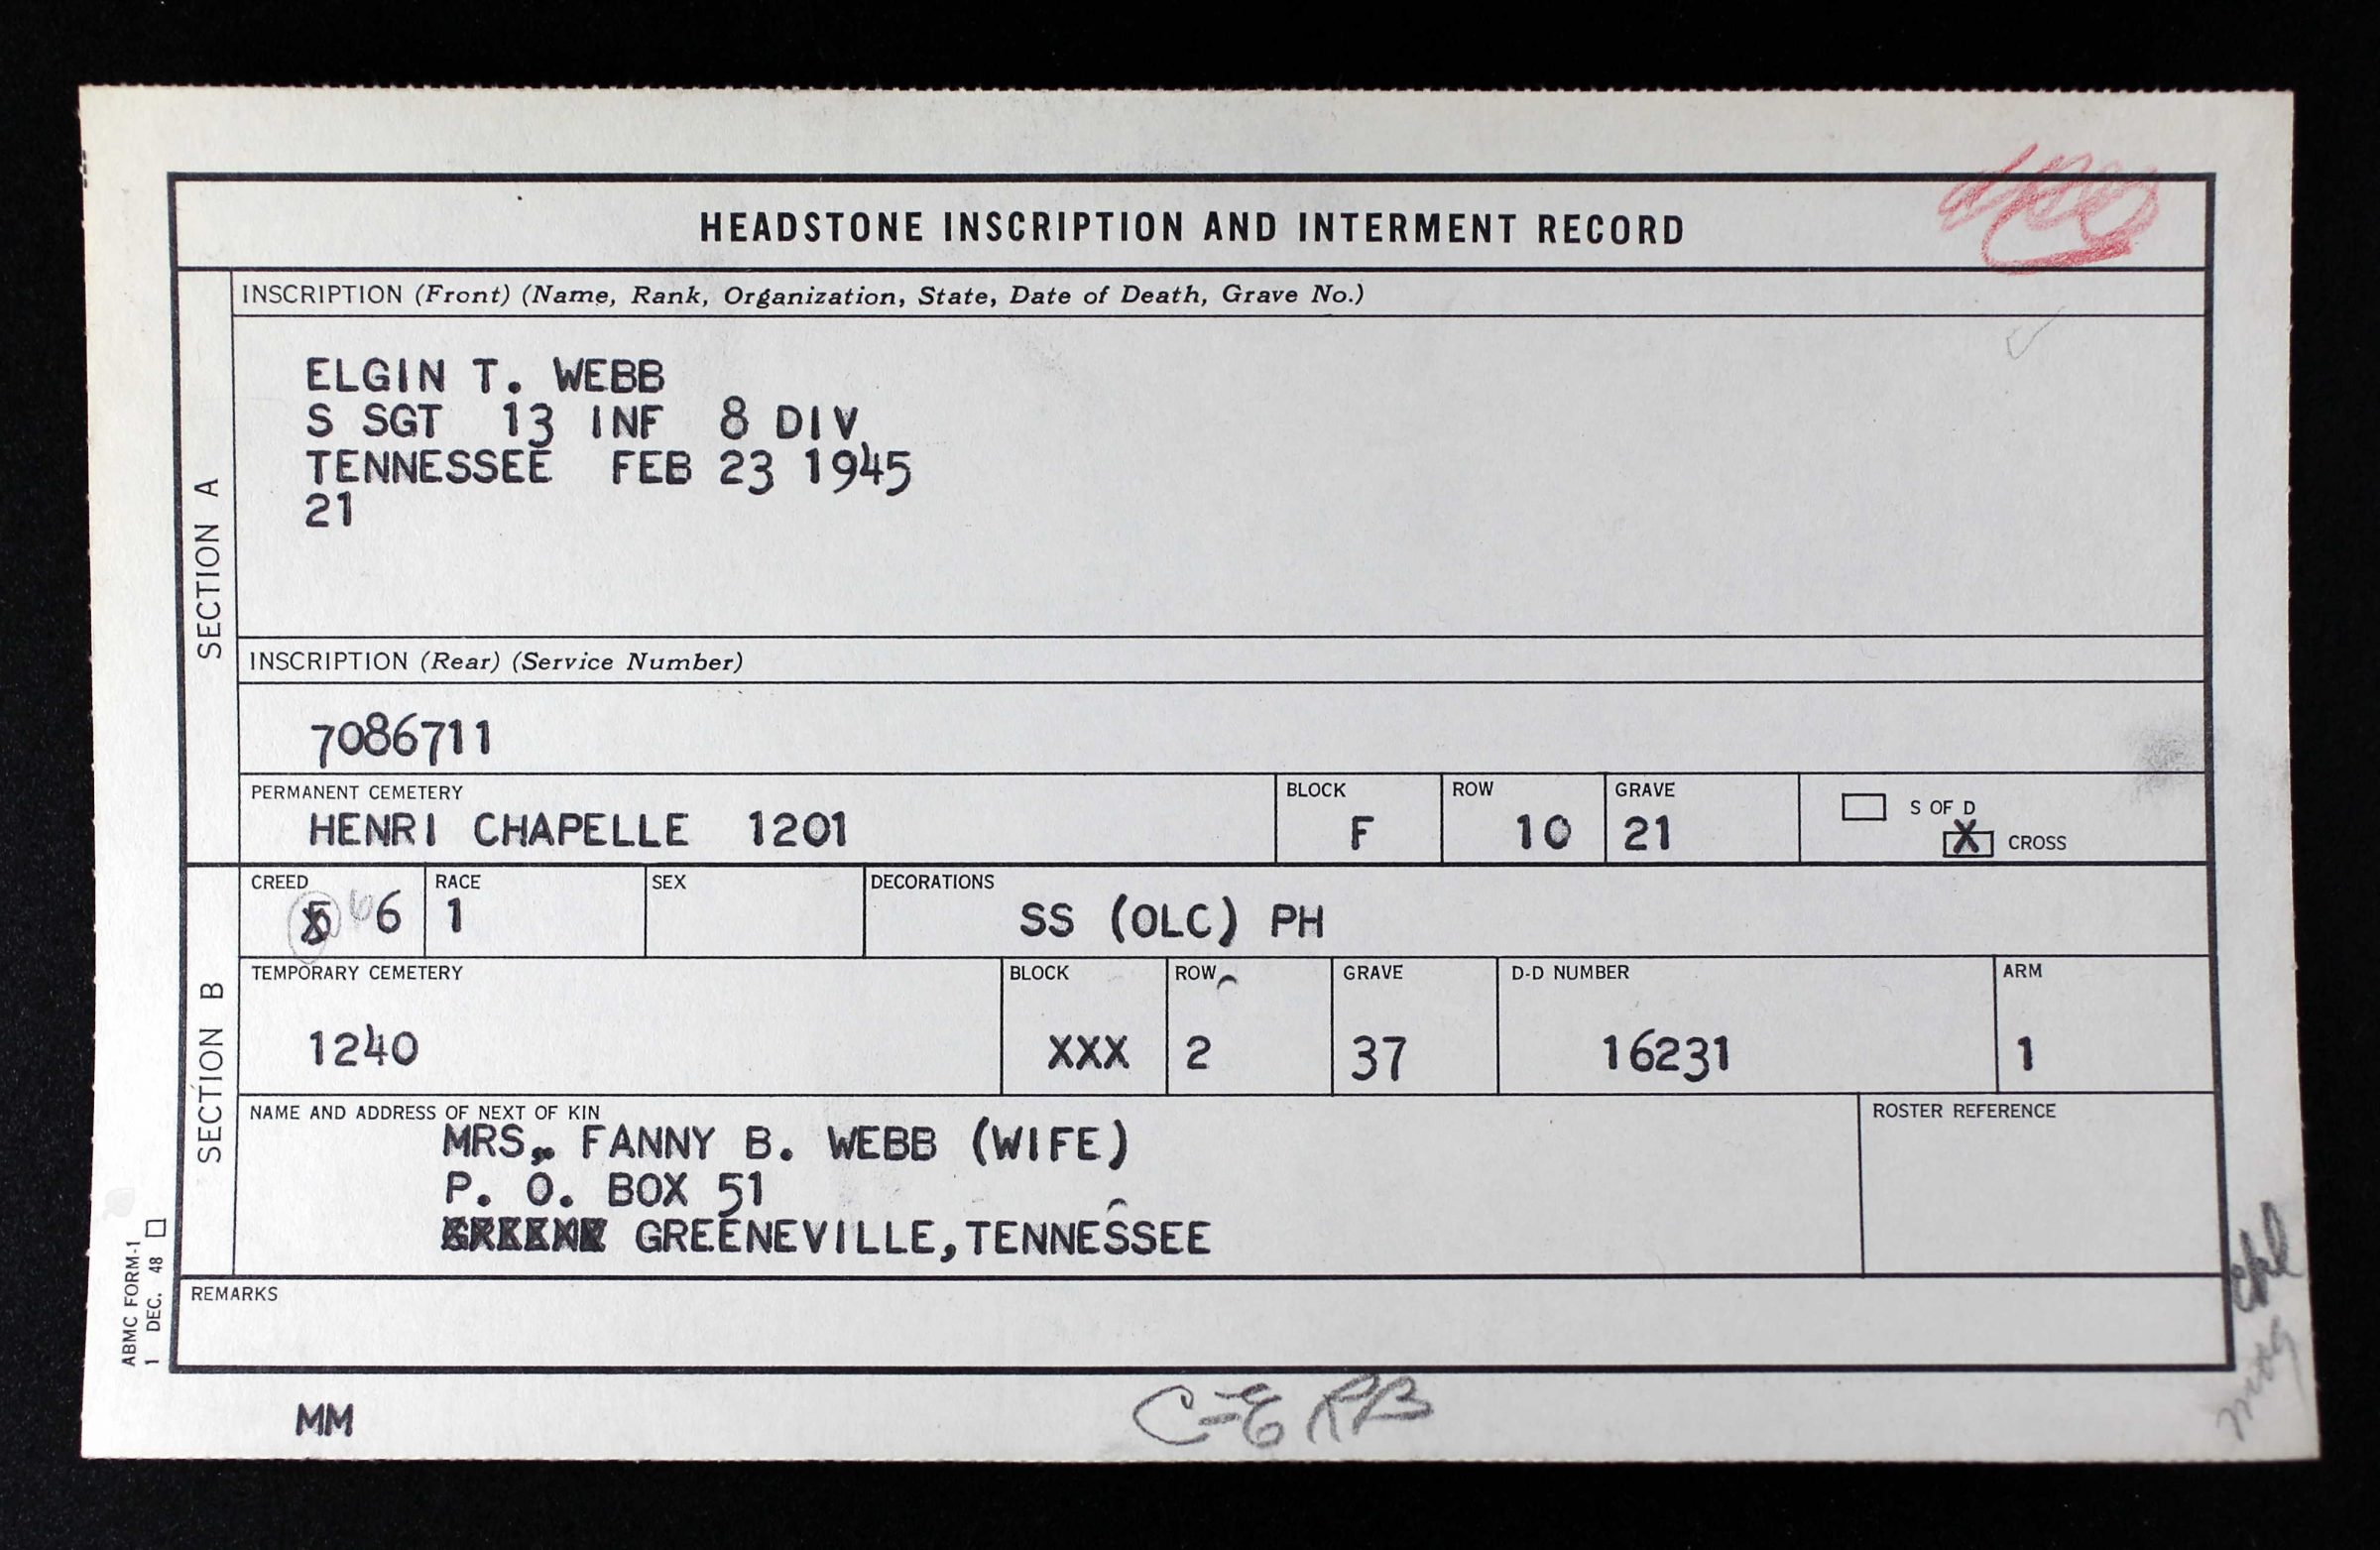 HEADSTONE INSCRIPTION AND INTERMENT RECORD
SECTION A
INSCRIPTION (Front) (Name, Rank, Organization, State, Date of Death, Grave No.)
ELGIN T. WEBB
S SGT 13 INF 8 DIV
TENNESSEE FEB 23 1945
21
INSCRIPTION (Rear) (Service Number)
7086711
PERMANENT CEMETERY
HENRI CHAPELLE 1201
BLOCK
F
ROW
10
GRAVE
21
S OF D
X CROSS
SECTION B
CREED
6 6
RACE
1
SEX
DECORATIONS
SS (OLC) PH
TEMPORARY CEMETERY
1240
BLOCK
XXX
ROW
2
GRAVE
37
D-D NUMBER
16231
ARM
1
NAME AND ADDRESS OF NEXT OF KIN
MRS. FANNY B. WEBB (WIFE)
P. O. BOX 51
GREENEVILLE, TENNESSEE
ROSTER REFERENCE
REMARKS
ABMC FORM-1
1 DEC. 48
MM
C-E RB